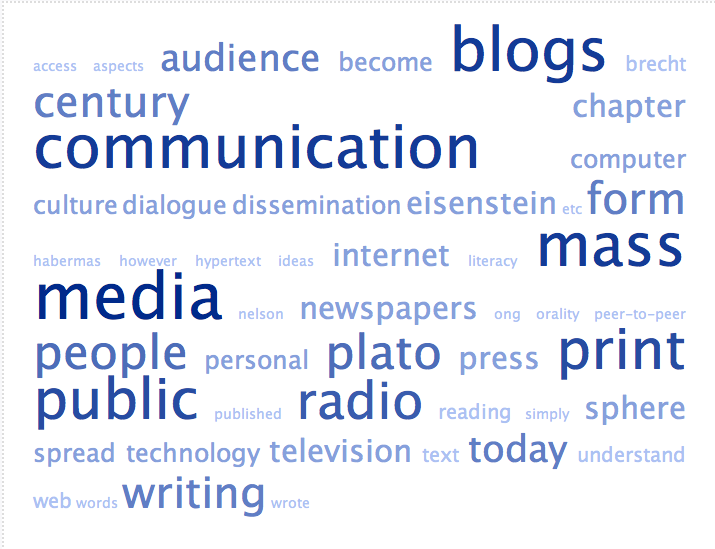 access aspects audience become blogs brecht
century chapter
communication computer
culture dialogue dissemination eisenstein etc form
habermas however hypertext ideas internet literacy mass
media nelson newspapers ong orality peer-to-peer
people personal plato press print
public published radio reading simply sphere
spread technology television text today understand
web words writing wrote